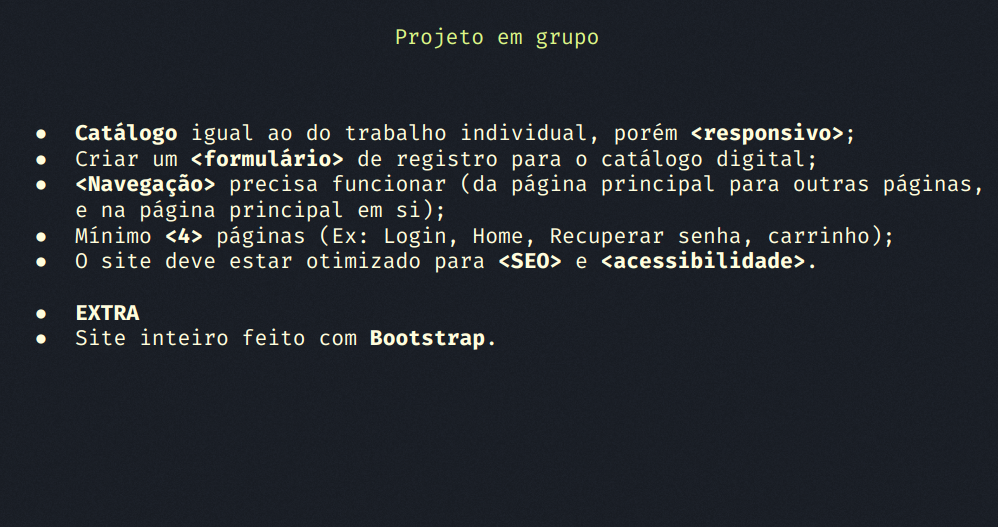 Projeto em grupo
● Catálogo igual ao do trabalho individual, porém <responsivo>;
● Criar um <formulário> de registro para o catálogo digital;
● <Navegação> precisa funcionar (da página principal para outras páginas,
e na página principal em si);
● Mínimo <4> páginas (Ex: Login, Home, Recuperar senha, carrinho);
● O site deve estar otimizado para <SEO> e <acessibilidade>.
● EXTRA
● Site inteiro feito com Bootstrap.